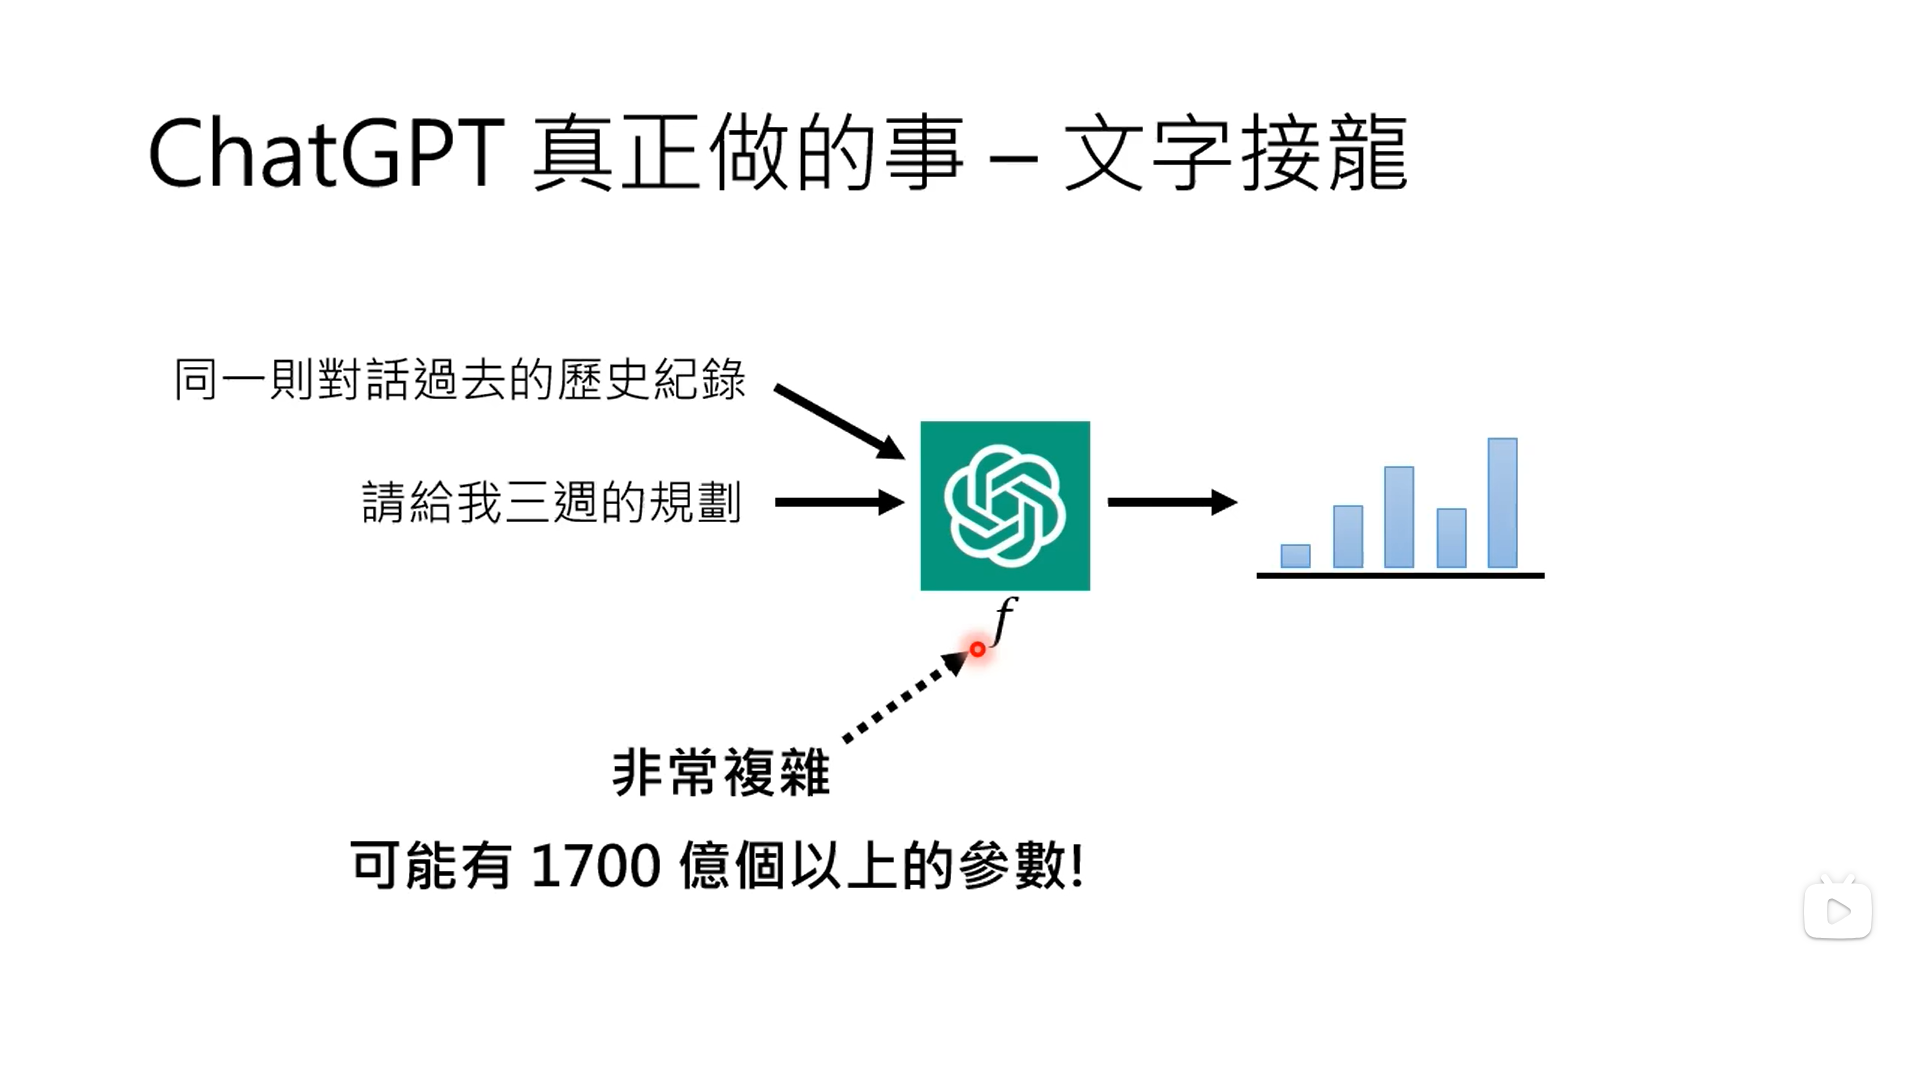 ChatGPT 真正做的事 – 文字接龍
同一則對話過去的歷史紀錄
請給我三週的規劃
f
非常複雜
可能有 1700 億個以上的參數!